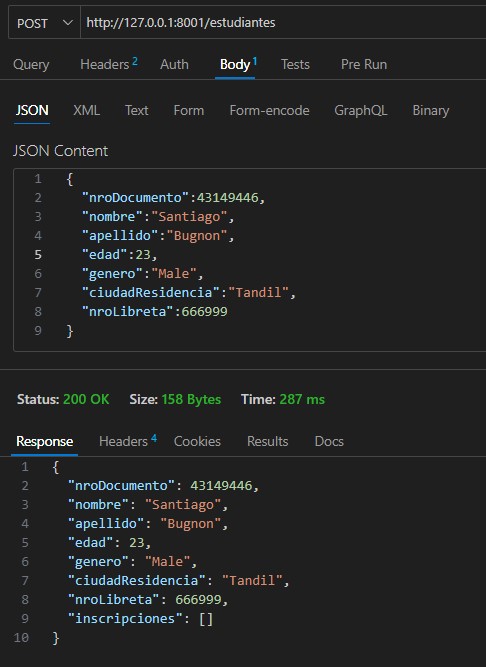 POST http://127.0.0.1:8001/estudiantes
Query Headers 2 Auth Body 1 Tests Pre Run
JSON XML Text Form Form-encode GraphQL Binary
JSON Content
1 {
2 "nroDocumento":43149446,
3 "nombre":"Santiago",
4 "apellido":"Bugnon",
5 "edad":23,
6 "genero":"Male",
7 "ciudadResidencia":"Tandil",
8 "nroLibreta":666999
9 }
Status: 200 OK Size: 158 Bytes Time: 287 ms
Response Headers 4 Cookies Results Docs
1 {
2 "nroDocumento": 43149446,
3 "nombre": "Santiago",
4 "apellido": "Bugnon",
5 "edad": 23,
6 "genero": "Male",
7 "ciudadResidencia": "Tandil",
8 "nroLibreta": 666999,
9 "inscripciones": []
10 }